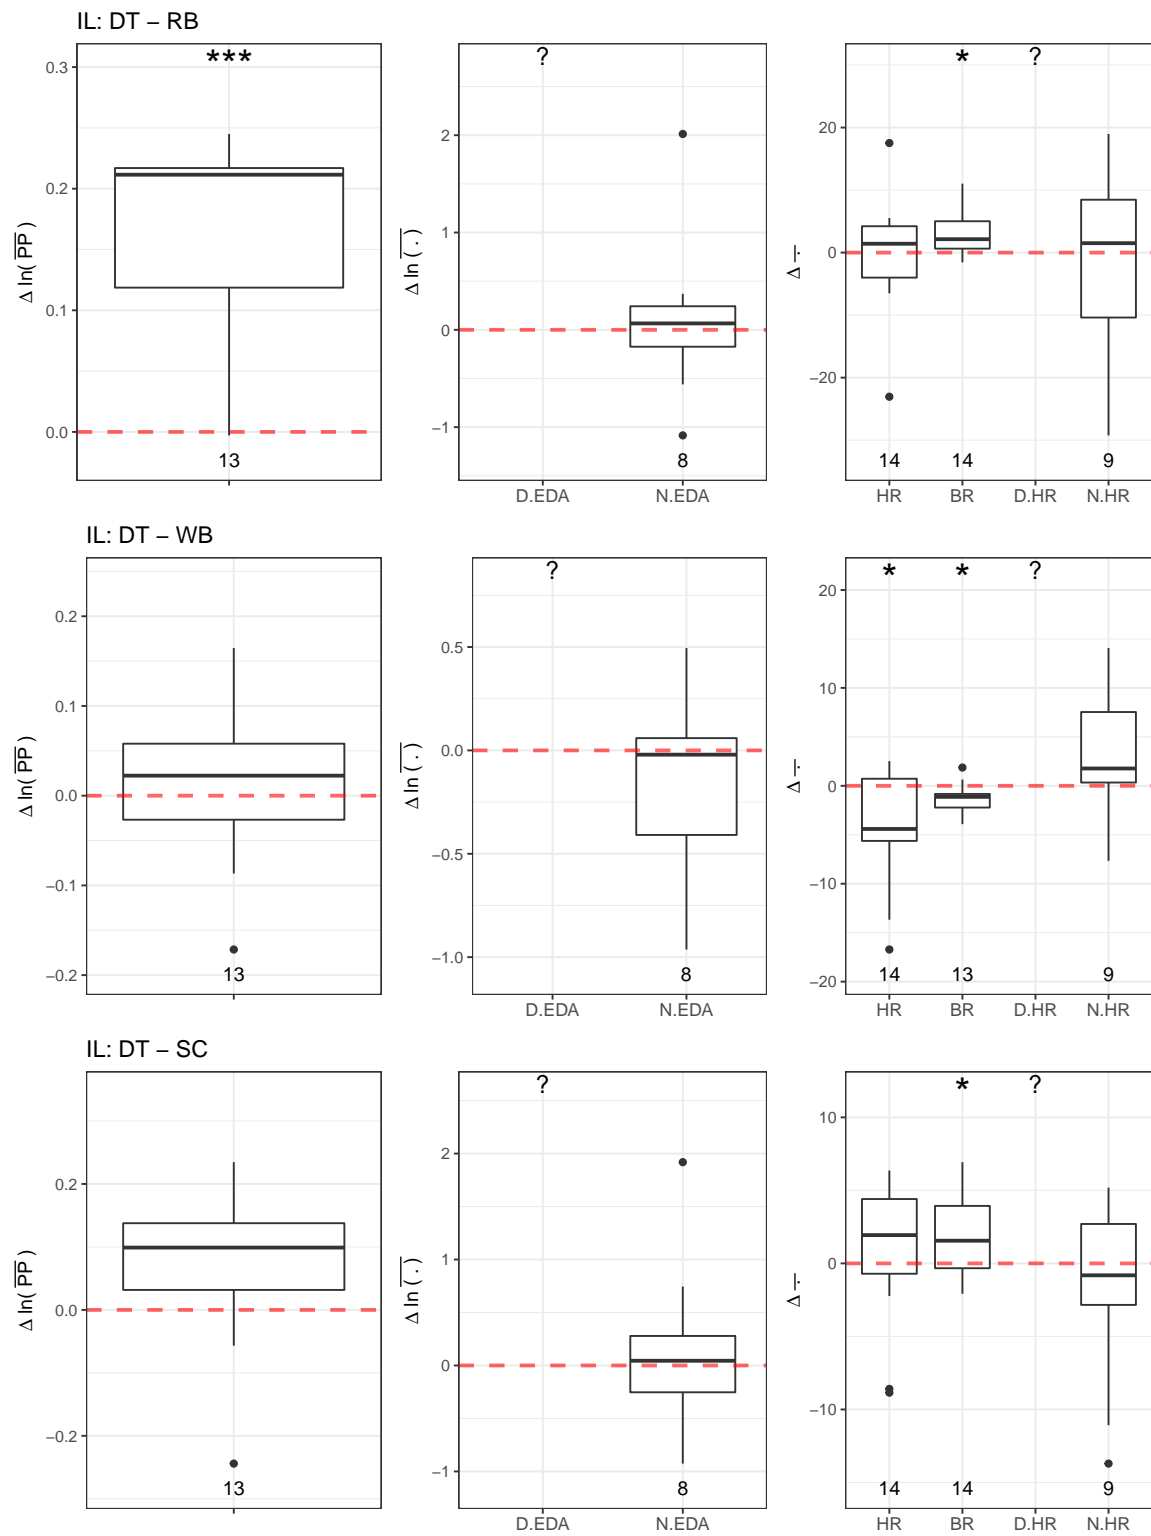 IL: DT – RB
*** ? * ?
0.3
0.2
0.1
0.0
Δ ln( PP )
13
2
1
0
−1
Δ ln ( . )
8
D.EDA N.EDA
20
0
−20
Δ .
14 14 9
HR BR D.HR N.HR
IL: DT – WB
? * * ?
0.2
0.1
0.0
−0.1
−0.2
Δ ln( PP )
13
0.5
0.0
−0.5
−1.0
Δ ln ( . )
8
D.EDA N.EDA
20
10
0
−10
−20
Δ .
14 13 9
HR BR D.HR N.HR
IL: DT – SC
? * ?
0.2
0.0
−0.2
Δ ln( PP )
13
2
1
0
−1
Δ ln ( . )
8
D.EDA N.EDA
10
0
−10
Δ .
14 14 9
HR BR D.HR N.HR